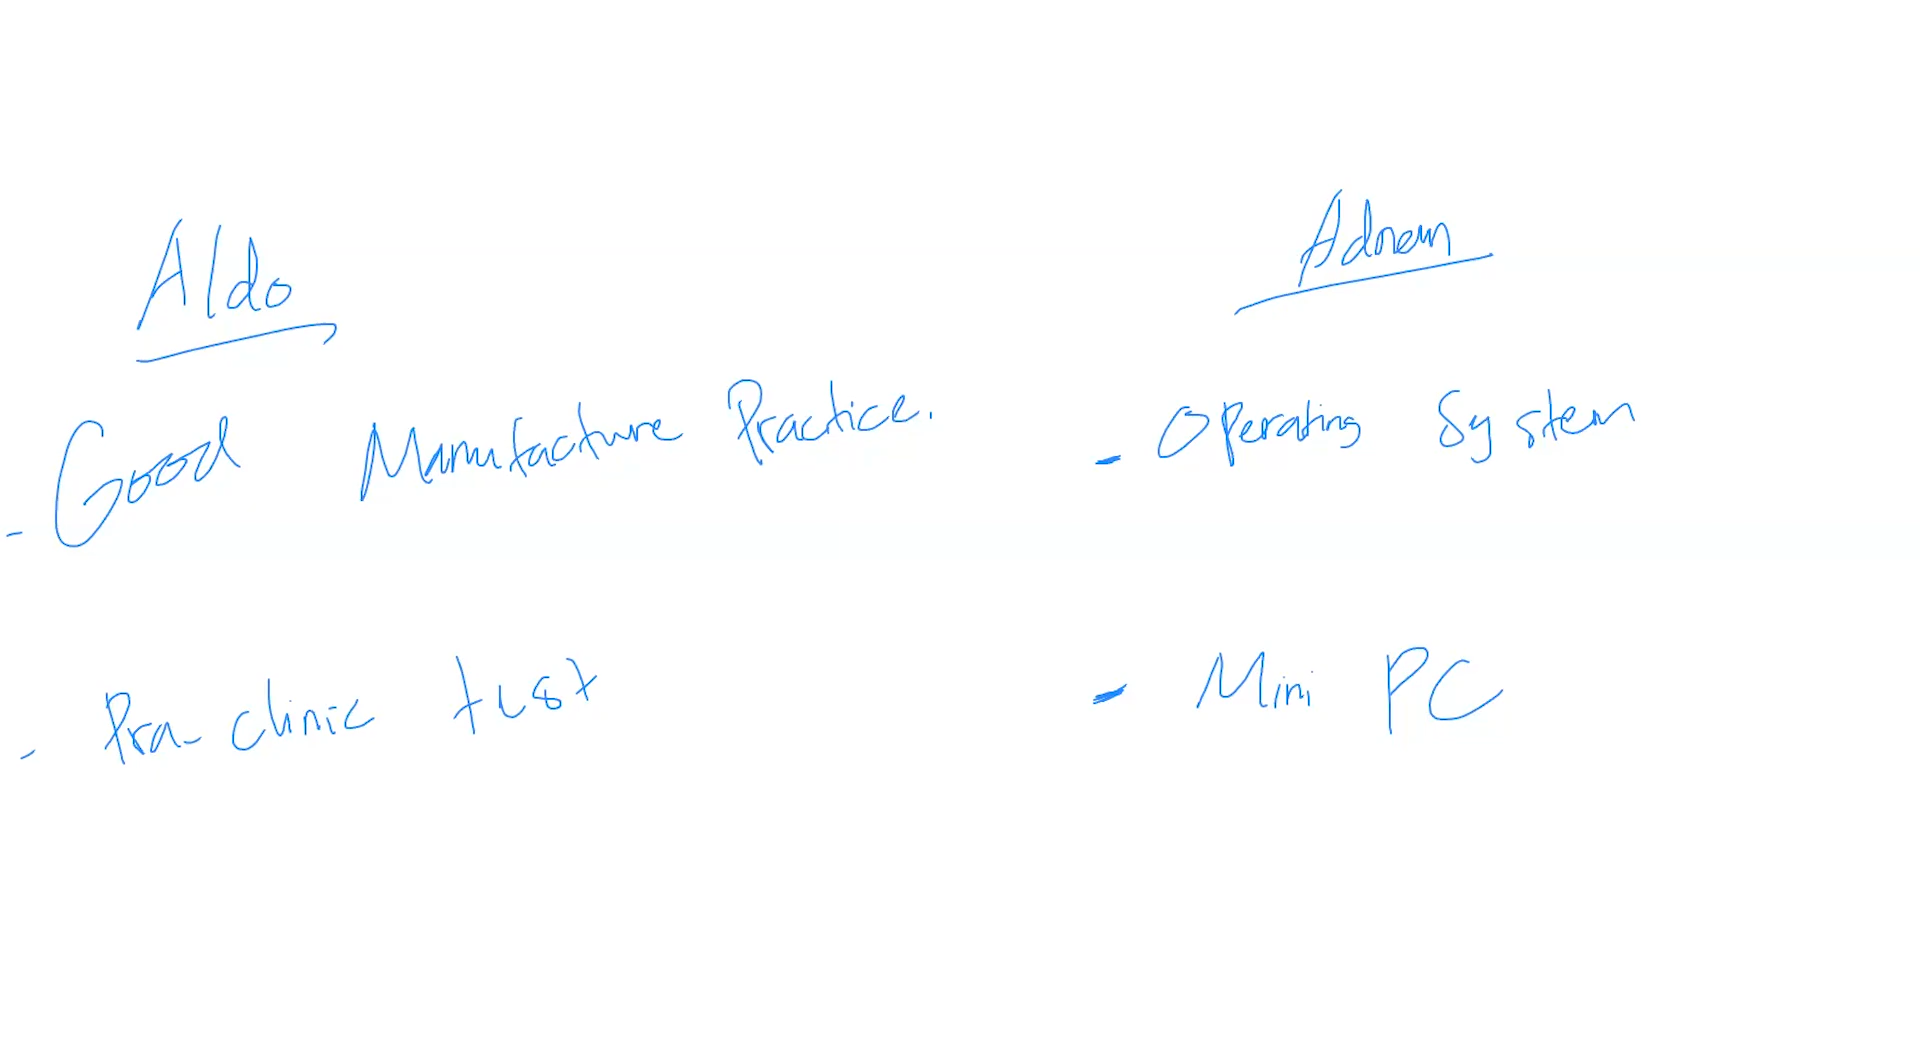 Aldo
- Good Manufacture Practice.
- Pra-clinic test
Adnan
- Operating System
- Mini PC